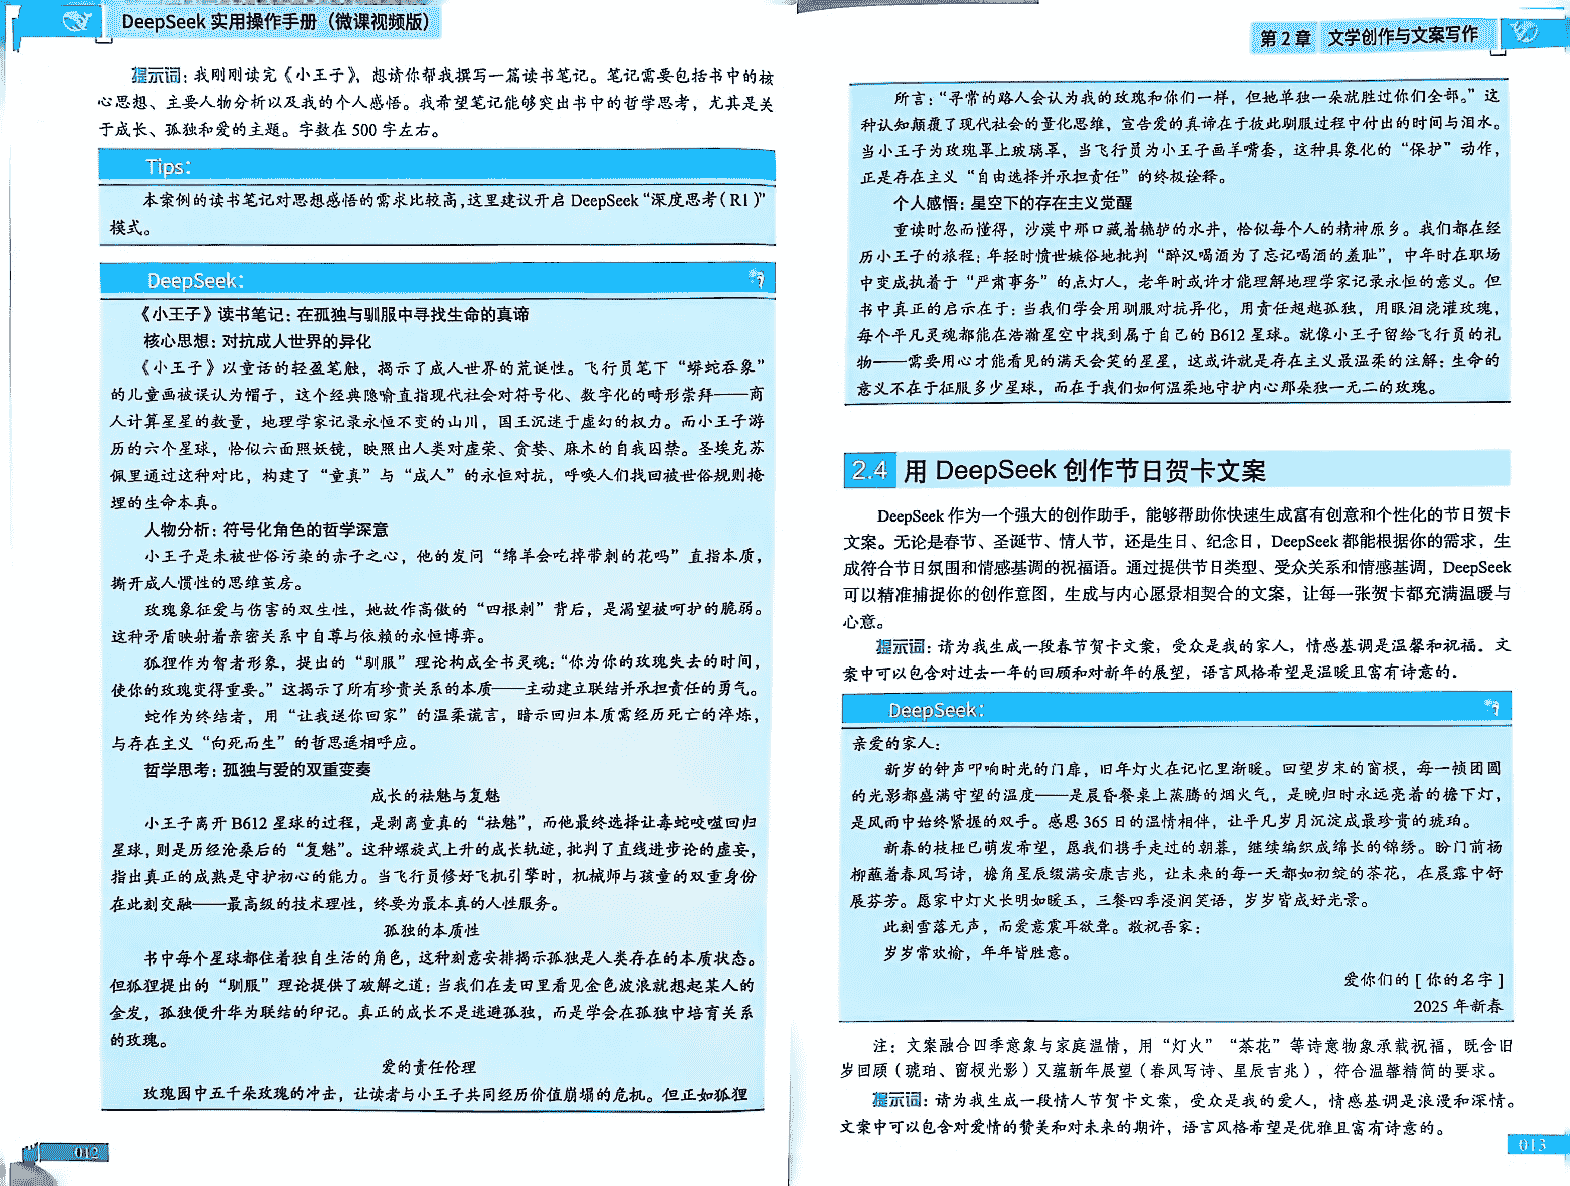 DeepSeek 实用操作手册（微课视频版）
提示词：我刚刚读完《小王子》，想请你帮我撰写一篇读书笔记。笔记需要包括书中的核
心思想、主要人物分析以及我的个人感悟。我希望笔记能够突出书中的哲学思考，尤其是关
于成长、孤独和爱的主题。字数在 500 字左右。
Tips：
本案例的读书笔记对思想感悟的需求比较高，这里建议开启 DeepSeek “深度思考（R1）”
模式。
DeepSeek：
《小王子》读书笔记：在孤独与驯服中寻找生命的真谛
核心思想：对抗成人世界的异化
《小王子》以童话的轻盈笔触，揭示了成人世界的荒诞性。飞行员笔下“蟒蛇吞象”
的儿童画被误认为帽子，这个经典隐喻直指现代社会对符号化、数字化的畸形崇拜——商
人计算星星的数量，地理学家记录永恒不变的山川，国王沉迷于虚幻的权力。而小王子游
历的六个星球，恰似六面照妖镜，映照出人类对虚荣、贪婪、麻木的自我囚禁。圣埃克苏
佩里通过这种对比，构建了“童真”与“成人”的永恒对抗，呼唤人们找回被世俗规则掩
埋的生命本真。
人物分析：符号化角色的哲学深意
小王子是未被世俗污染的赤子之心，他的发问“绵羊会吃掉带刺的花吗”直指本质，
撕开成人惯性的思维茧房。
玫瑰象征爱与伤害的双生性，她故作高傲的“四根刺”背后，是渴望被呵护的脆弱。
这种矛盾映射着亲密关系中自尊与依赖的永恒博弈。
狐狸作为智者形象，提出的“驯服”理论构成全书灵魂：“你为你的玫瑰失去的时间，
使你的玫瑰变得重要。”这揭示了所有珍贵关系的本质——主动建立联结并承担责任的勇气。
蛇作为终结者，用“让我送你回家”的温柔谎言，暗示回归本质需经历死亡的淬炼，
与存在主义“向死而生”的哲思遥相呼应。
哲学思考：孤独与爱的双重变奏
成长的祛魅与复魅
小王子离开 B612 星球的过程，是剥离童真的“祛魅”，而他最终选择让毒蛇咬噬回归
星球，则是历经沧桑后的“复魅”。这种螺旋式上升的成长轨迹，批判了直线进步论的虚妄，
指出真正的成熟是守护初心的能力。当飞行员修好飞机引擎时，机械师与孩童的双重身份
在此刻交融——最高级的技术理性，终要为最本真的人性服务。
孤独的本质性
书中每个星球都住着独自生活的角色，这种刻意安排揭示孤独是人类存在的本质状态。
但狐狸提出的“驯服”理论提供了破解之道：当我们在麦田里看见金色波浪就想起某人的
金发，孤独便升华为联结的印记。真正的成长不是逃避孤独，而是学会在孤独中培育关系
的玫瑰。
爱的责任伦理
玫瑰园中五千朵玫瑰的冲击，让读者与小王子共同经历价值崩塌的危机。但正如狐狸
012
第 2 章 文学创作与文案写作
所言：“寻常的路人会认为我的玫瑰和你们一样，但她单独一朵就胜过你们全部。”这
种认知颠覆了现代社会的量化思维，宣告爱的真谛在于彼此驯服过程中付出的时间与泪水。
当小王子为玫瑰罩上玻璃罩，当飞行员为小王子画羊嘴套，这种具象化的“保护”动作，
正是存在主义“自由选择并承担责任”的终极诠释。
个人感悟：星空下的存在主义觉醒
重读时忽而懂得，沙漠中那口藏着辘轳的水井，恰似每个人的精神原乡。我们都在经
历小王子的旅程：年轻时愤世嫉俗地批判“醉汉喝酒为了忘记喝酒的羞耻”，中年时在职场
中变成执着于“严肃事务”的点灯人，老年时或许才能理解地理学家记录永恒的意义。但
书中真正的启示在于：当我们学会用驯服对抗异化，用责任超越孤独，用眼泪浇灌玫瑰，
每个平凡灵魂都能在浩瀚星空中找到属于自己的 B612 星球。就像小王子留给飞行员的礼
物——需要用心才能看见的满天会笑的星星，这或许就是存在主义最温柔的注解：生命的
意义不在于征服多少星球，而在于我们如何温柔地守护内心那朵独一无二的玫瑰。
2.4 用 DeepSeek 创作节日贺卡文案
DeepSeek 作为一个强大的创作助手，能够帮助你快速生成富有创意和个性化的节日贺卡
文案。无论是春节、圣诞节、情人节，还是生日、纪念日，DeepSeek 都能根据你的需求，生
成符合节日氛围和情感基调的祝福语。通过提供节日类型、受众关系和情感基调，DeepSeek
可以精准捕捉你的创作意图，生成与内心愿景相契合的文案，让每一张贺卡都充满温暖与
心意。
提示词：请为我生成一段春节贺卡文案，受众是我的家人，情感基调是温馨和祝福．文
案中可以包含对过去一年的回顾和对新年的展望，语言风格希望是温暖且富有诗意的．
DeepSeek：
亲爱的家人：
新岁的钟声叩响时光的门扉，旧年灯火在记忆里渐暖。回望岁末的窗棂，每一帧团圆
的光影都盛满守望的温度——是晨昏餐桌上蒸腾的烟火气，是晚归时永远亮着的檐下灯，
是风雨中始终紧握的双手。感恩 365 日的温情相伴，让平凡岁月沉淀成最珍贵的琥珀。
新春的枝桠已萌发希望，愿我们携手走过的朝暮，继续编织成绵长的锦绣。盼门前杨
柳蘸着春风写诗，檐角星辰缀满安康吉兆，让未来的每一天都如初绽的茶花，在晨露中舒
展芬芳。愿家中灯火长明如暖玉，三餐四季浸润笑语，岁岁皆成好光景。
此刻雪落无声，而爱意震耳欲聋。敬祝吾家：
岁岁常欢愉，年年皆胜意。
爱你们的 [ 你的名字 ]
2025 年新春
注：文案融合四季意象与家庭温情，用“灯火”“茶花”等诗意物象承载祝福，既含旧
岁回顾（琥珀、窗棂光影）又蕴新年展望（春风写诗、星辰吉兆），符合温馨精简的要求。
提示词：请为我生成一段情人节贺卡文案，受众是我的爱人，情感基调是浪漫和深情。
文案中可以包含对爱情的赞美和对未来的期许，语言风格希望是优雅且富有诗意的。
013